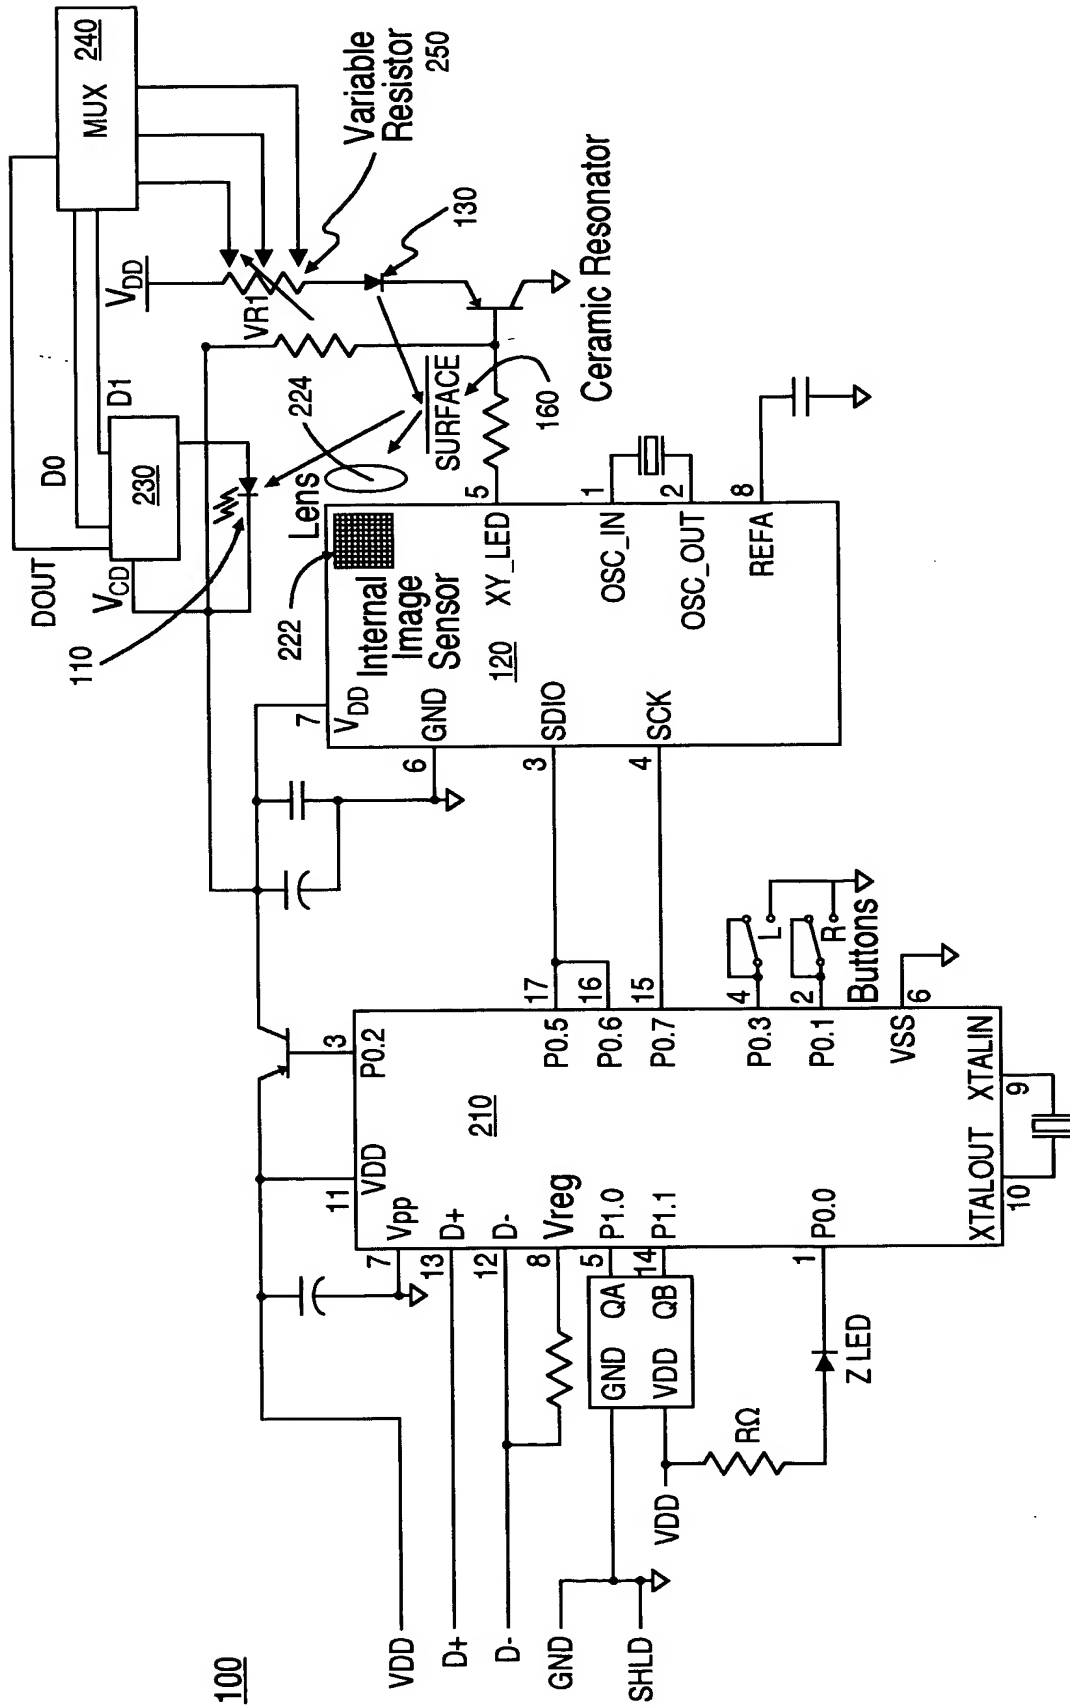 100
VDD
D+
D-
GND
SHLD
VDD
RΩ
Z LED
GND QA
VDD QB
11
VDD
7
Vpp
13
D+
12
D-
8
Vreg
5
P1.0
14
P1.1
1
P0.0
210
3
P0.2
17
P0.5
16
P0.6
15
P0.7
4
P0.3
2
P0.1
6
VSS
XTALOUT XTALIN
10
9
L
R
Buttons
7
VDD
6
GND
3
SDIO
4
SCK
120
222
Internal
Image
Sensor
XY_LED
5
OSC_IN
1
OSC_OUT
2
REFA
8
Lens
224
SURFACE
160
Ceramic Resonator
110
DOUT
VCD
D0
D1
230
VDD
VR1
130
Variable
Resistor
250
MUX
240